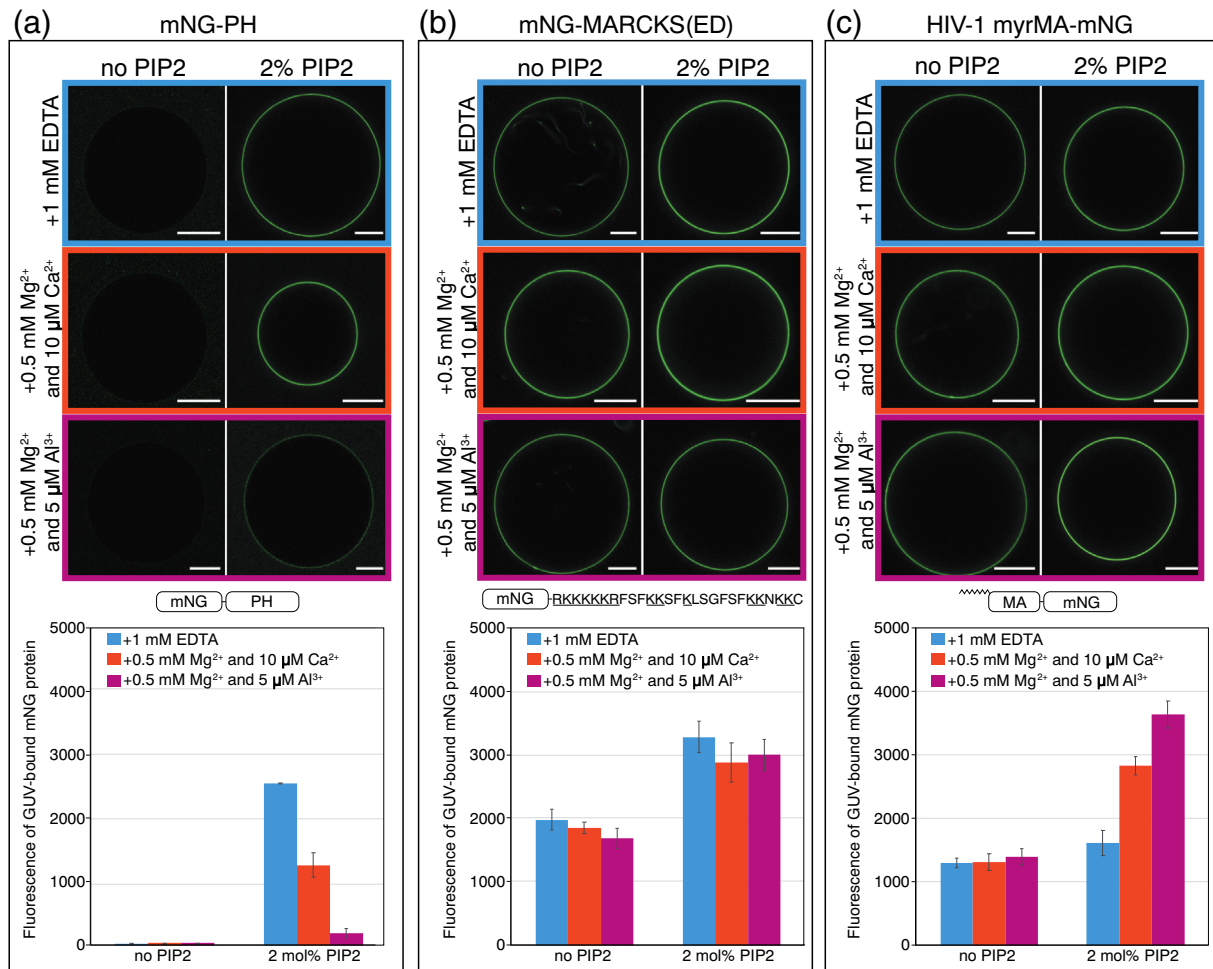 (a) mNG-PH
no PIP2 2% PIP2
+1 mM EDTA
+0.5 mM Mg²⁺
and 10 µM Ca²⁺
+0.5 mM Mg²⁺
and 5 µM Al³⁺
mNG PH
Fluorescence of GUV-bound mNG protein
5000
4000
3000
2000
1000
0
+1 mM EDTA
+0.5 mM Mg²⁺ and 10 µM Ca²⁺
+0.5 mM Mg²⁺ and 5 µM Al³⁺
no PIP2 2 mol% PIP2
(b) mNG-MARCKS(ED)
no PIP2 2% PIP2
+1 mM EDTA
+0.5 mM Mg²⁺
and 10 µM Ca²⁺
+0.5 mM Mg²⁺
and 5 µM Al³⁺
mNG RKKKKKRFSFKKSFKLSGFSFKKNKKC
Fluorescence of GUV-bound mNG protein
5000
4000
3000
2000
1000
0
+1 mM EDTA
+0.5 mM Mg²⁺ and 10 µM Ca²⁺
+0.5 mM Mg²⁺ and 5 µM Al³⁺
no PIP2 2 mol% PIP2
(c) HIV-1 myrMA-mNG
no PIP2 2% PIP2
+1 mM EDTA
+0.5 mM Mg²⁺
and 10 µM Ca²⁺
+0.5 mM Mg²⁺
and 5 µM Al³⁺
MA mNG
Fluorescence of GUV-bound mNG protein
5000
4000
3000
2000
1000
0
+1 mM EDTA
+0.5 mM Mg²⁺ and 10 µM Ca²⁺
+0.5 mM Mg²⁺ and 5 µM Al³⁺
no PIP2 2 mol% PIP2